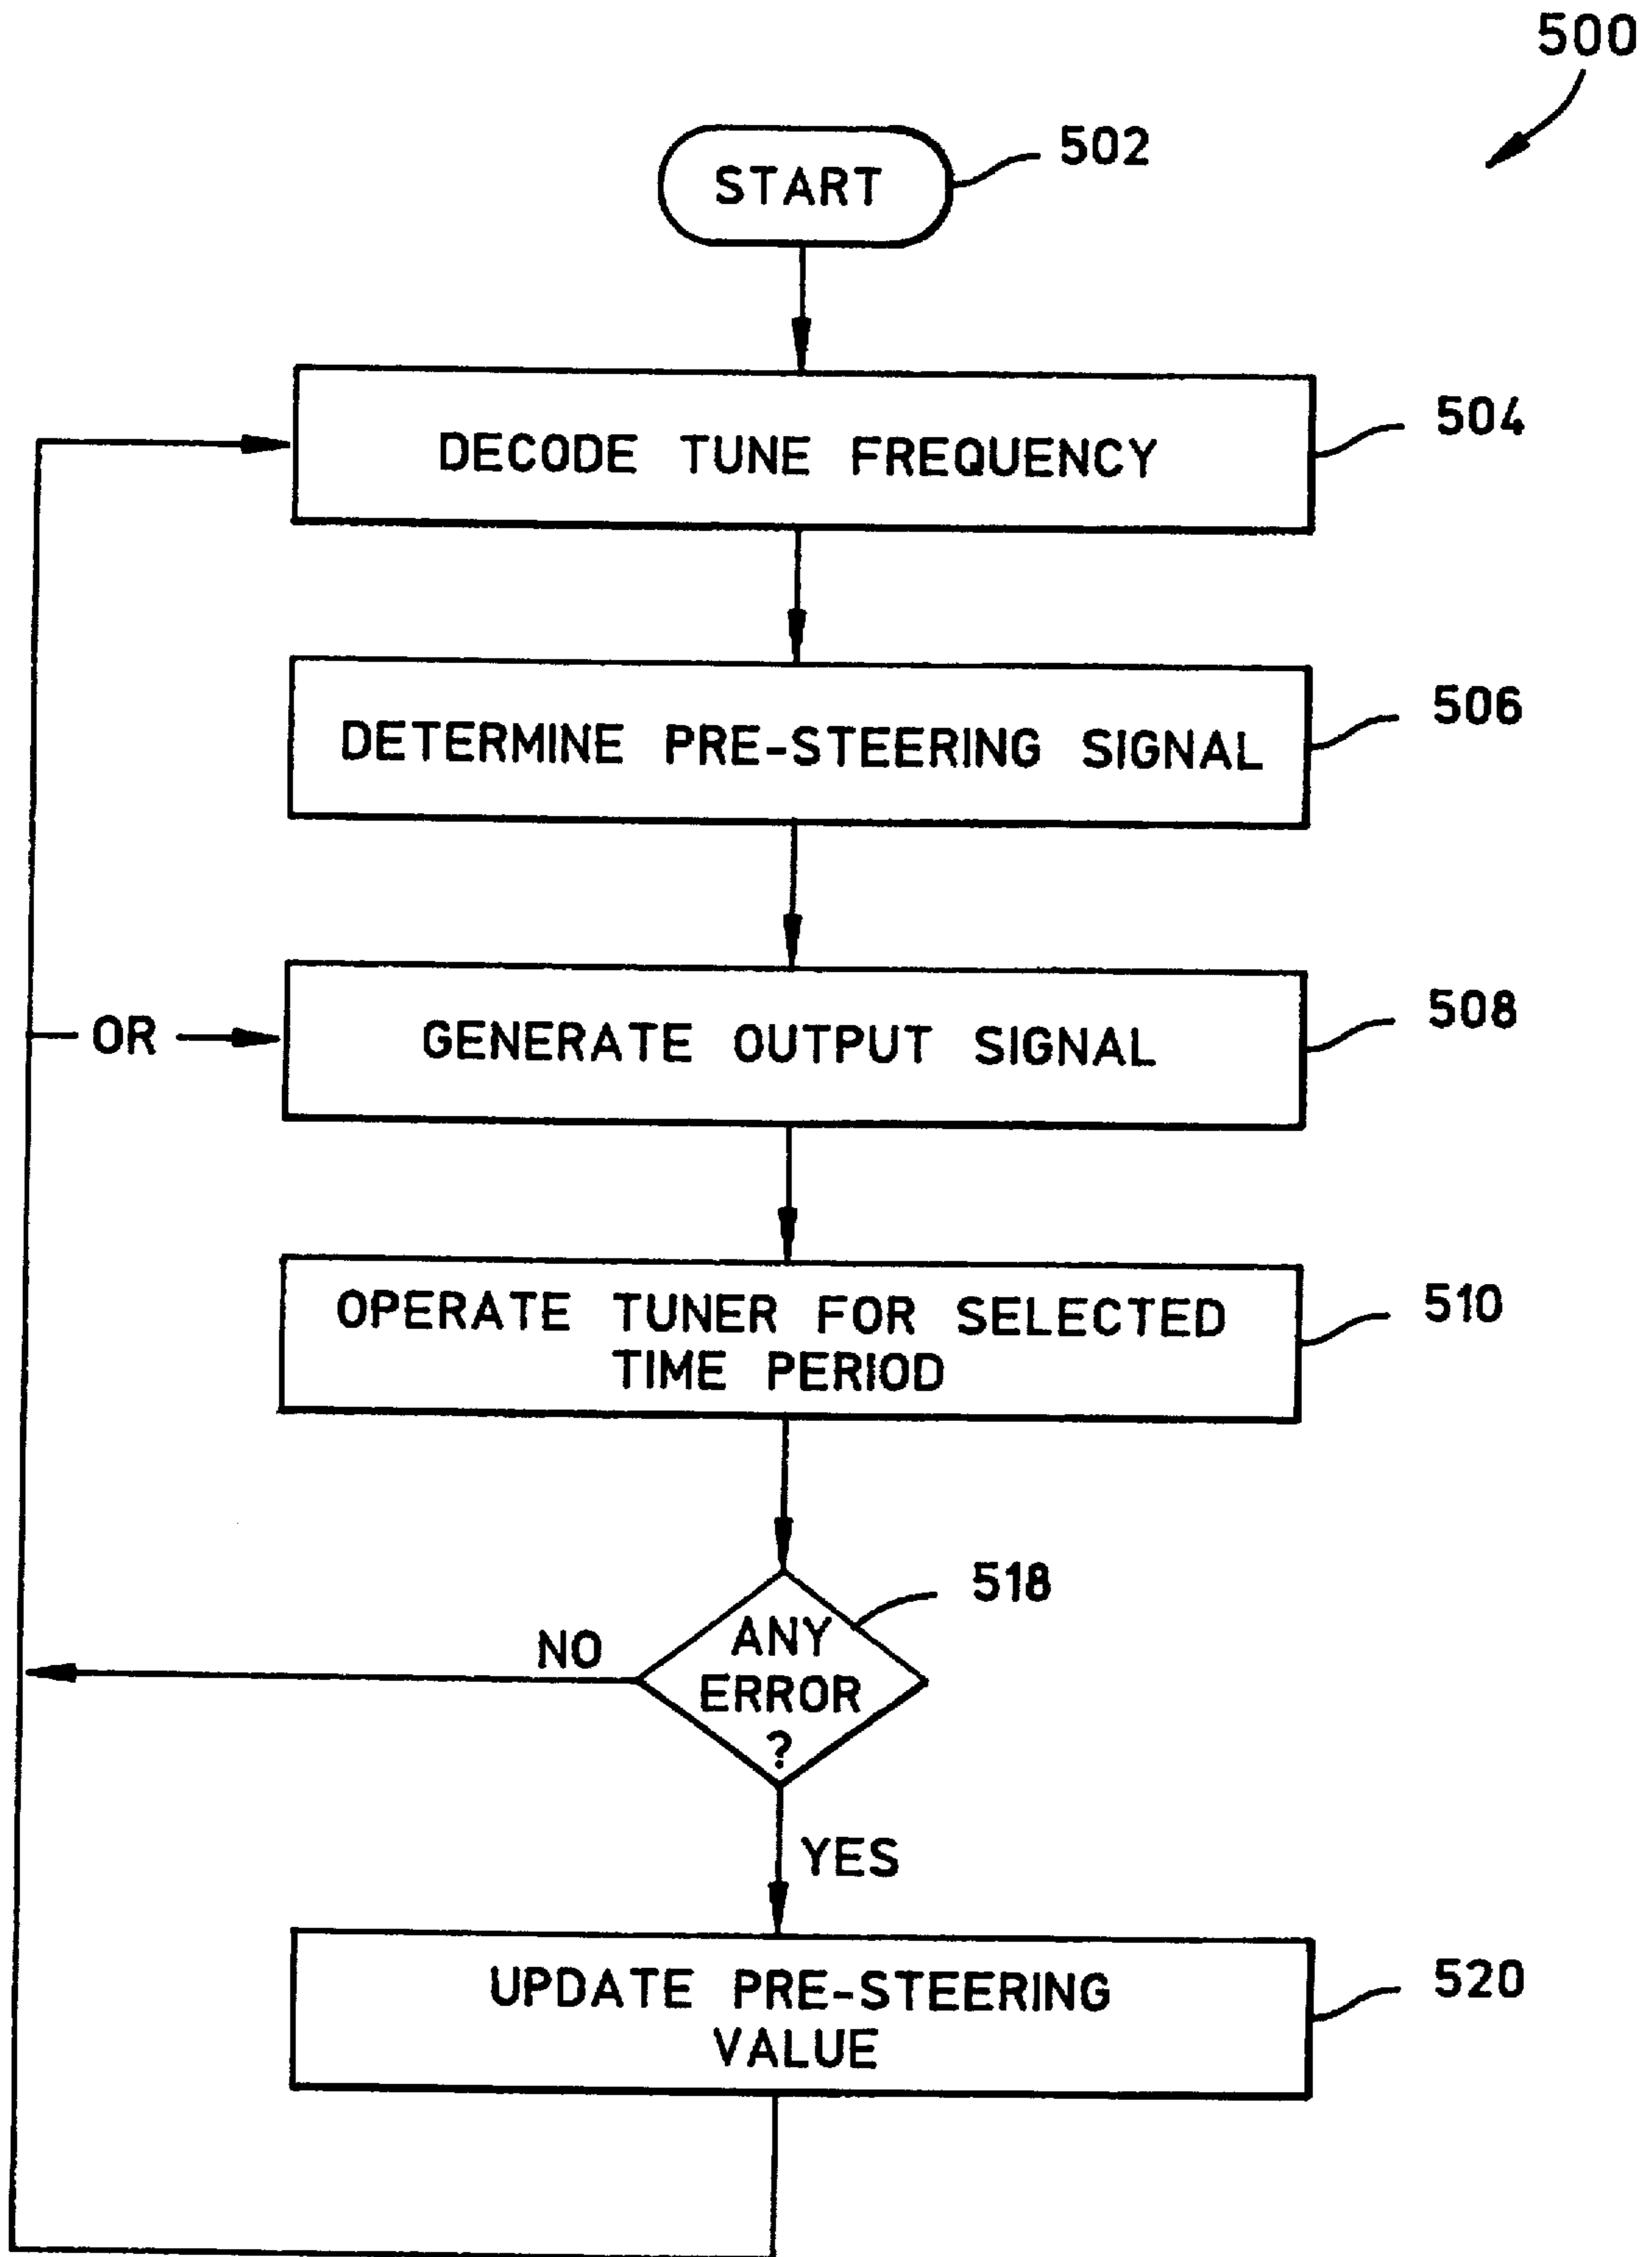 500
START
502
DECODE TUNE FREQUENCY
504
DETERMINE PRE-STEERING SIGNAL
506
OR
GENERATE OUTPUT SIGNAL
508
OPERATE TUNER FOR SELECTED
TIME PERIOD
510
518
ANY
ERROR
?
NO
YES
UPDATE PRE-STEERING
VALUE
520